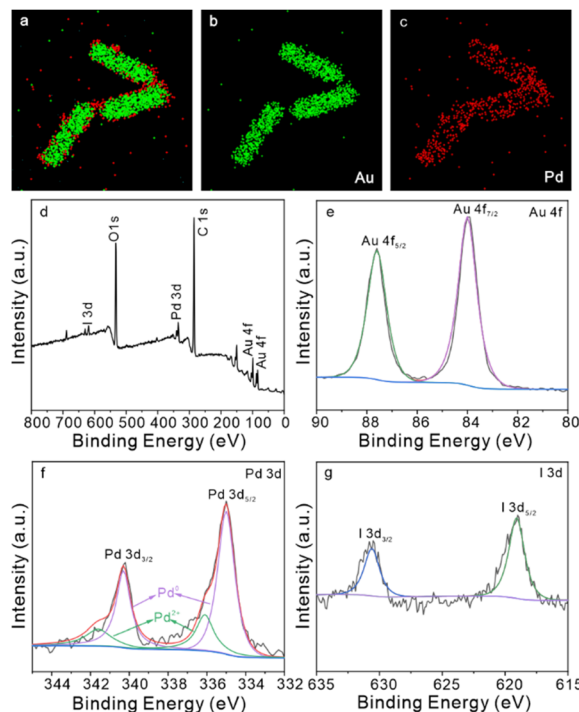 a
b
c
Au
Pd
d
Intensity (a.u.)
I 3d
O1s
Pd 3d
C 1s
Au 4f
Au 4f
800 700 600 500 400 300 200 100 0
Binding Energy (eV)
e
Au 4f
Intensity (a.u.)
Au 4f5/2
Au 4f7/2
90 88 86 84 82 80
Binding Energy (eV)
f
Pd 3d
Intensity (a.u.)
Pd 3d5/2
Pd 3d3/2
Pd0
Pd2+
344 342 340 338 336 334 332
Binding Energy (eV)
g
I 3d
Intensity (a.u.)
I 3d3/2
I 3d5/2
635 630 625 620 615
Binding Energy (eV)